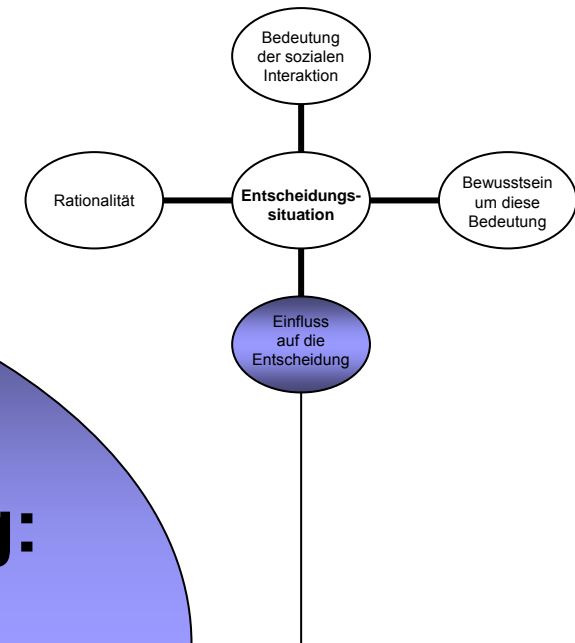 Bedeutung
der sozialen
Interaktion
Rationalität
Entscheidungs-
situation
Bewusstsein
um diese
Bedeutung
Einfluss
auf die
Entscheidung
g: